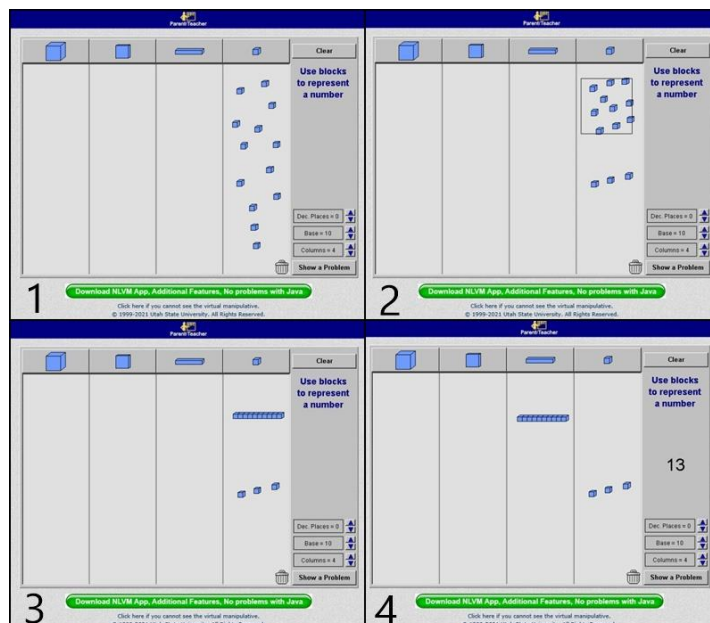 Parent/Teacher
Clear
Use blocks
to represent
a number
Dec. Places = 0
Base = 10
Columns = 4
Show a Problem
1
Download NLVM App, Additional Features, No problems with Java
Click here if you cannot see the virtual manipulative.
© 1999-2021 Utah State University. All Rights Reserved.
Parent/Teacher
Clear
Use blocks
to represent
a number
Dec. Places = 0
Base = 10
Columns = 4
Show a Problem
2
Download NLVM App, Additional Features, No problems with Java
Click here if you cannot see the virtual manipulative.
© 1999-2021 Utah State University. All Rights Reserved.
Parent/Teacher
Clear
Use blocks
to represent
a number
Dec. Places = 0
Base = 10
Columns = 4
Show a Problem
3
Download NLVM App, Additional Features, No problems with Java
Click here if you cannot see the virtual manipulative.
Parent/Teacher
Clear
Use blocks
to represent
a number
13
Dec. Places = 0
Base = 10
Columns = 4
Show a Problem
4
Download NLVM App, Additional Features, No problems with Java
Click here if you cannot see the virtual manipulative.